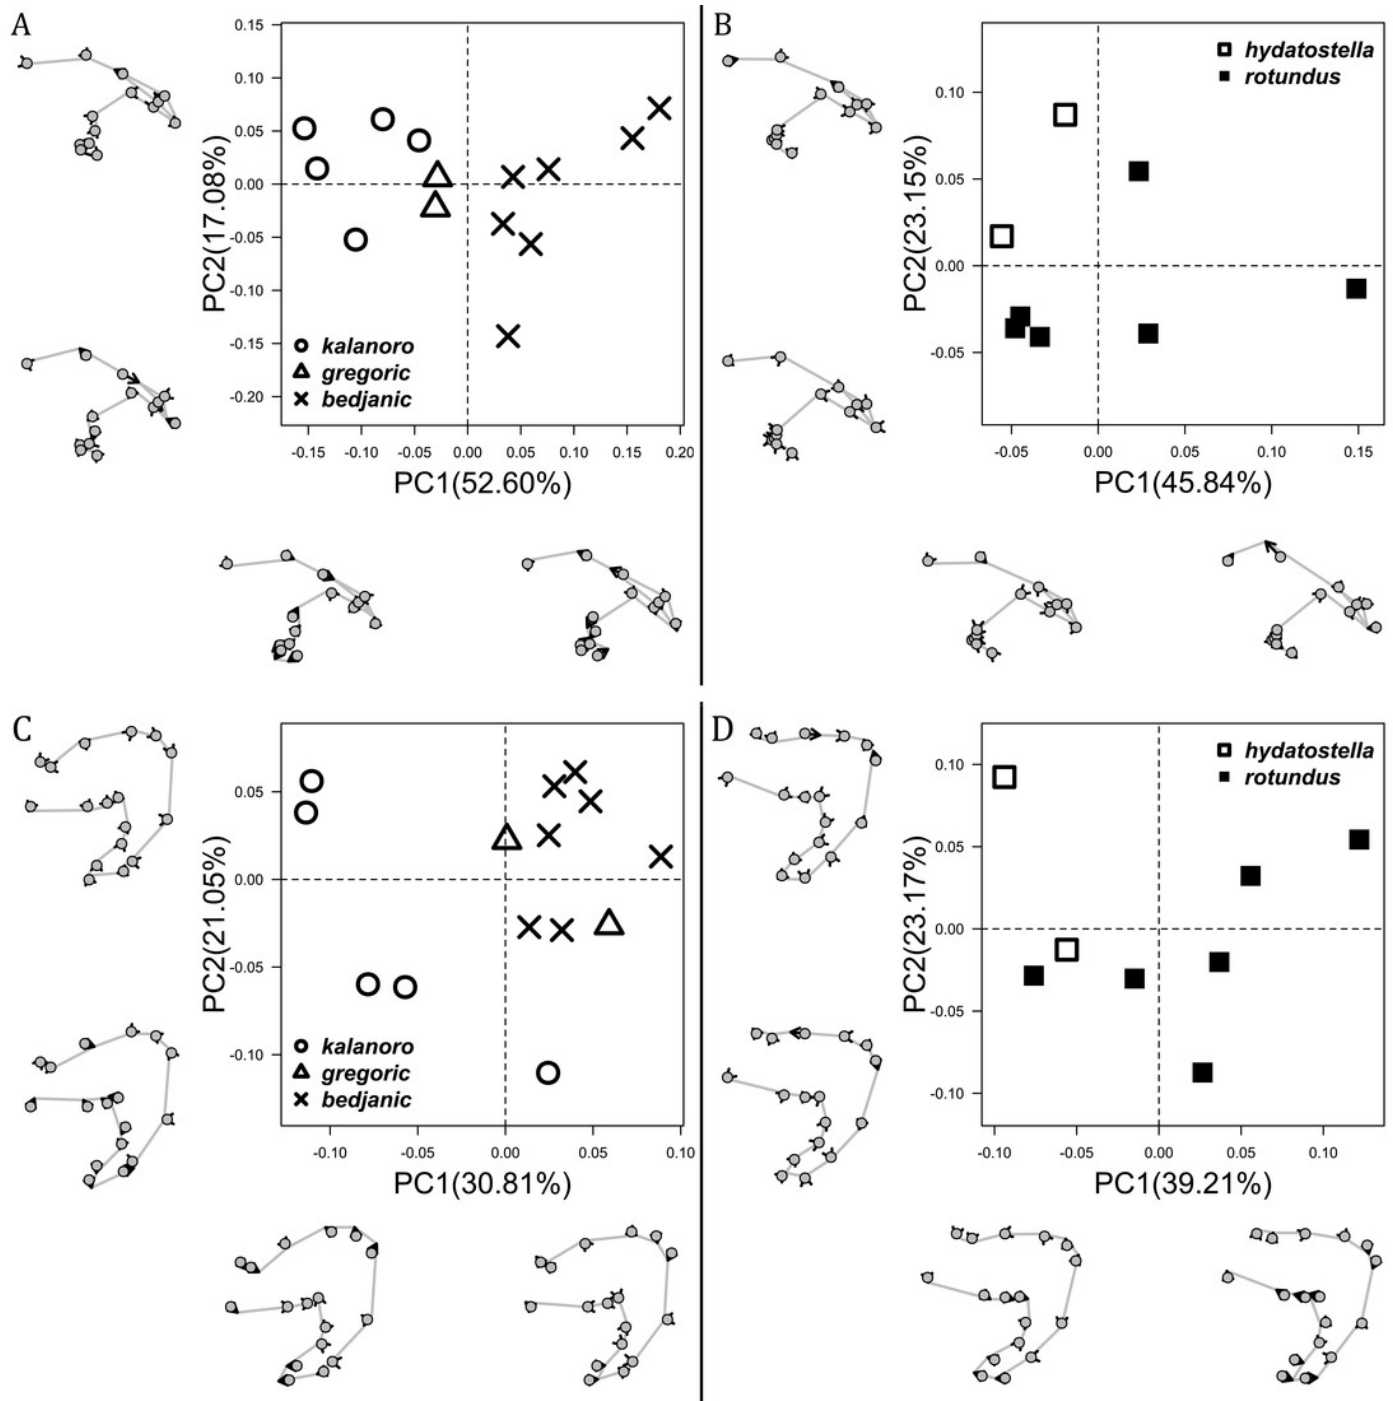 A
0.15
0.10
0.05
0.00
-0.05
-0.10
-0.15
-0.20
PC2(17.08%)
kalanoro
gregoric
bedjanic
-0.15 -0.10 -0.05 0.00 0.05 0.10 0.15 0.20
PC1(52.60%)
B
hydatostella
rotundus
0.10
0.05
0.00
-0.05
PC2(23.15%)
-0.05 0.00 0.05 0.10 0.15
PC1(45.84%)
C
0.05
0.00
-0.05
-0.10
PC2(21.05%)
kalanoro
gregoric
bedjanic
-0.10 -0.05 0.00 0.05 0.10
PC1(30.81%)
D
hydatostella
rotundus
0.10
0.05
0.00
-0.05
-0.10
PC2(23.17%)
-0.10 -0.05 0.00 0.05 0.10
PC1(39.21%)